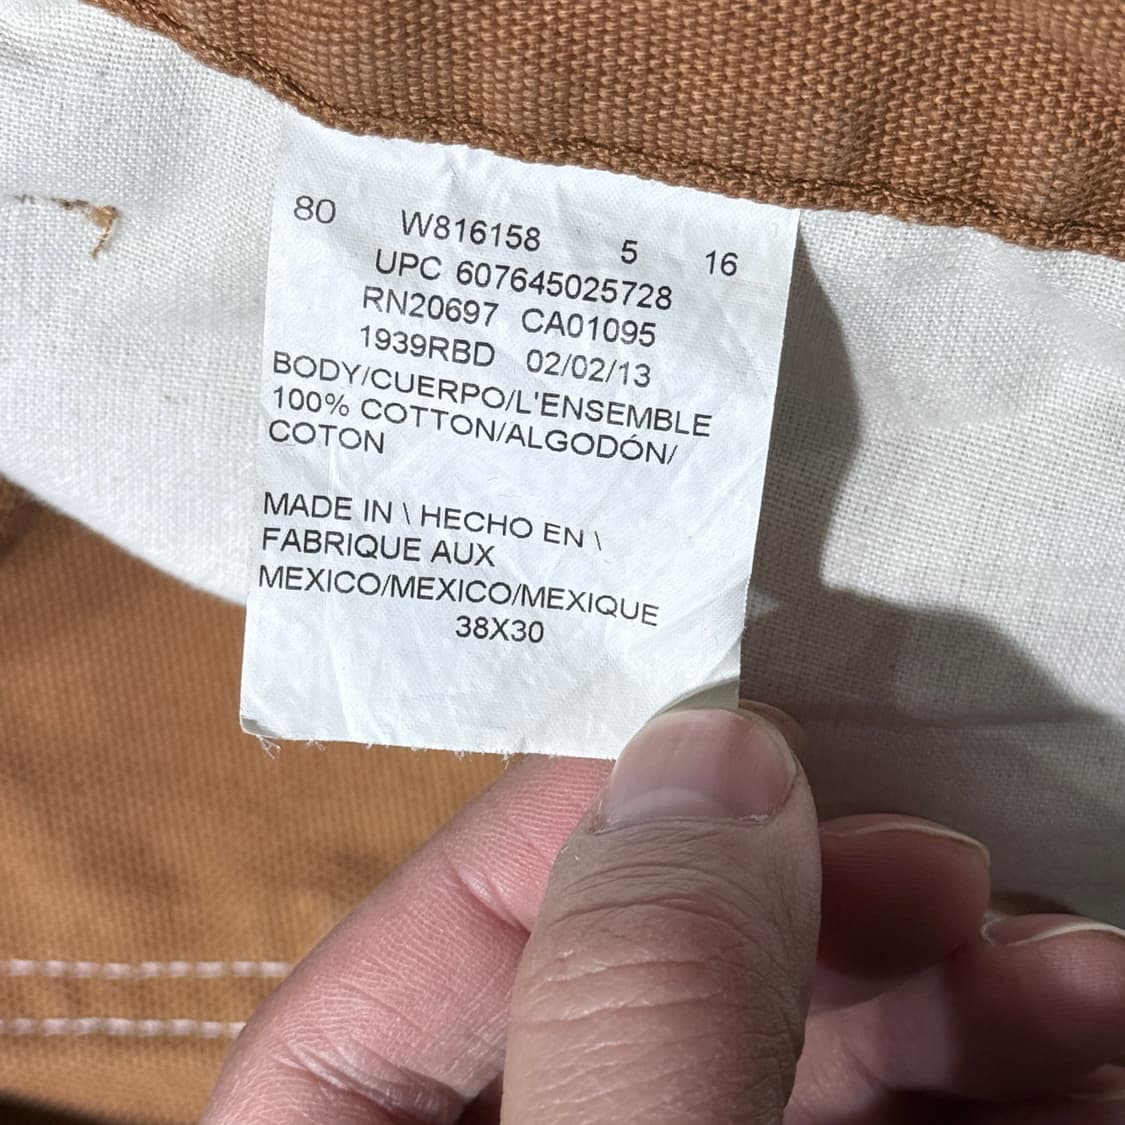 80 W816158 5 16
UPC 607645025728
RN20697 CA01095
1939RBD 02/02/13
BODY/CUERPO/L'ENSEMBLE
100% COTTON/ALGODÓN/
COTON
MADE IN \ HECHO EN \
FABRIQUE AUX
MEXICO/MEXICO/MEXIQUE
38X30